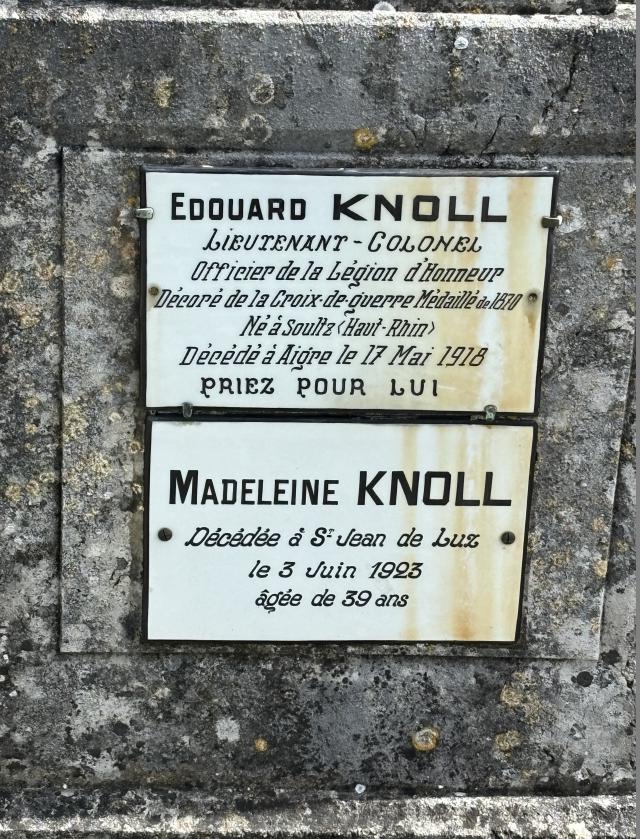 EDOUARD KNOLL
LIEUTENANT-COLONEL
Officier de la Légion d'Honneur
Décoré de la Croix-de-guerre Médaillé de 1870
Né à Soultz (Haut-Rhin)
Décédé à Aigre le 17 Mai 1918
PRIEZ POUR LUI
MADELEINE KNOLL
Décédée à St Jean de Luz
le 3 Juin 1923
âgée de 39 ans